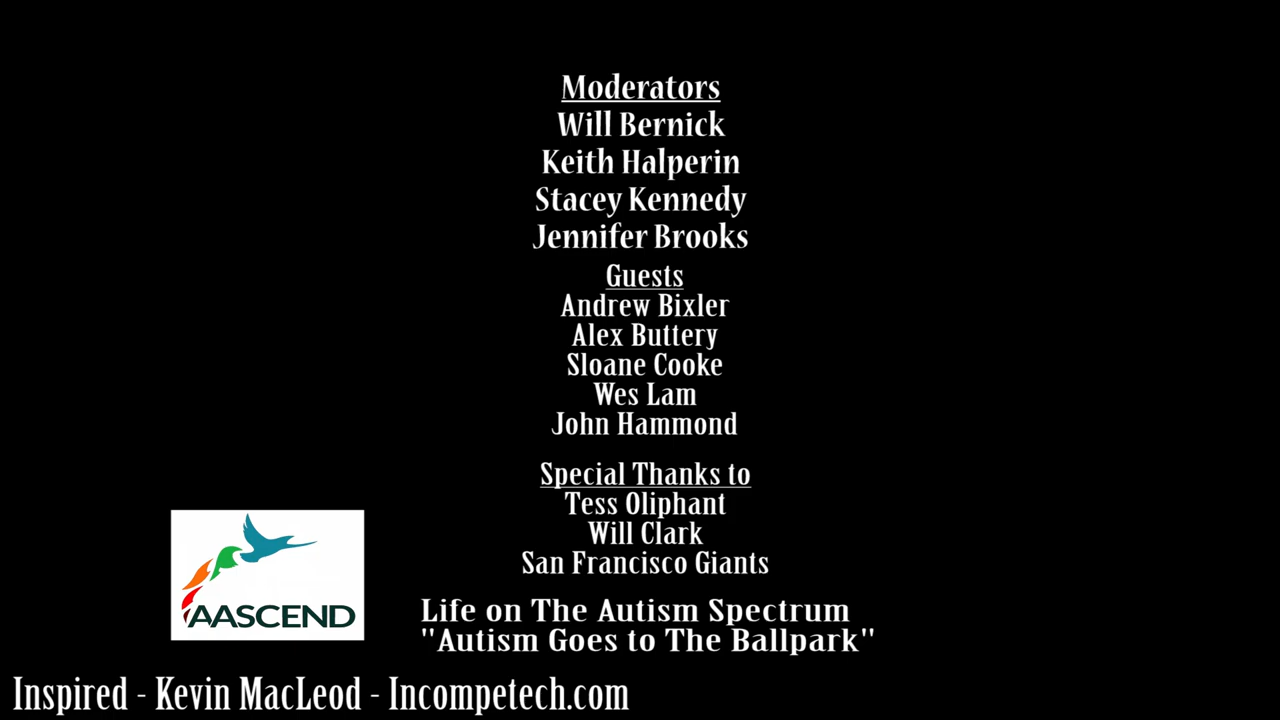 Moderators
Will Bernick
Keith Halperin
Stacey Kennedy
Jennifer Brooks
Guests
Andrew Bixler
Alex Buttery
Sloane Cooke
Wes Lam
John Hammond
Special Thanks to
Tess Oliphant
Will Clark
San Francisco Giants
AASCEND
Life on The Autism Spectrum
"Autism Goes to The Ballpark"
Inspired - Kevin MacLeod - Incompetech.com